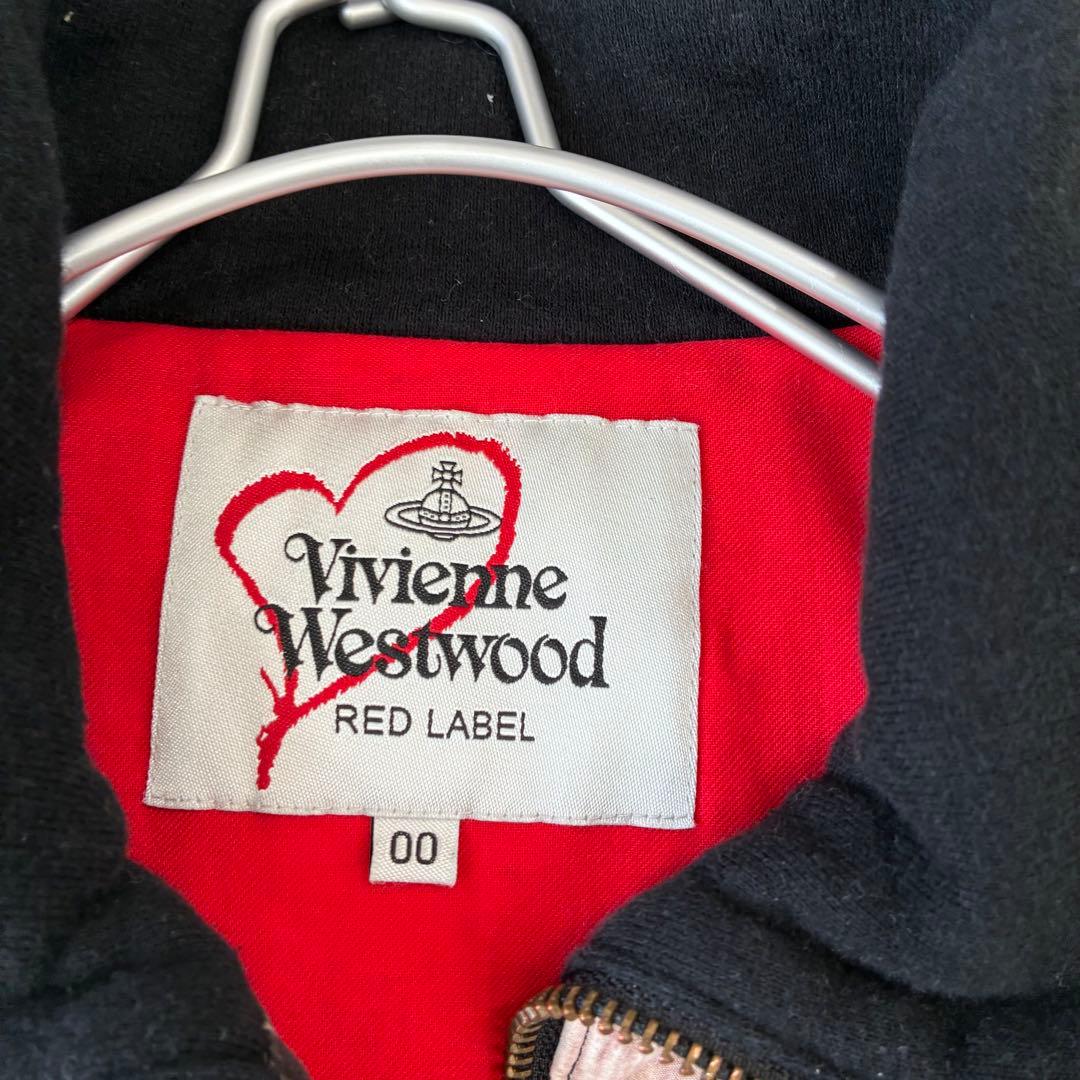 Vivienne
Westwood
RED LABEL
00